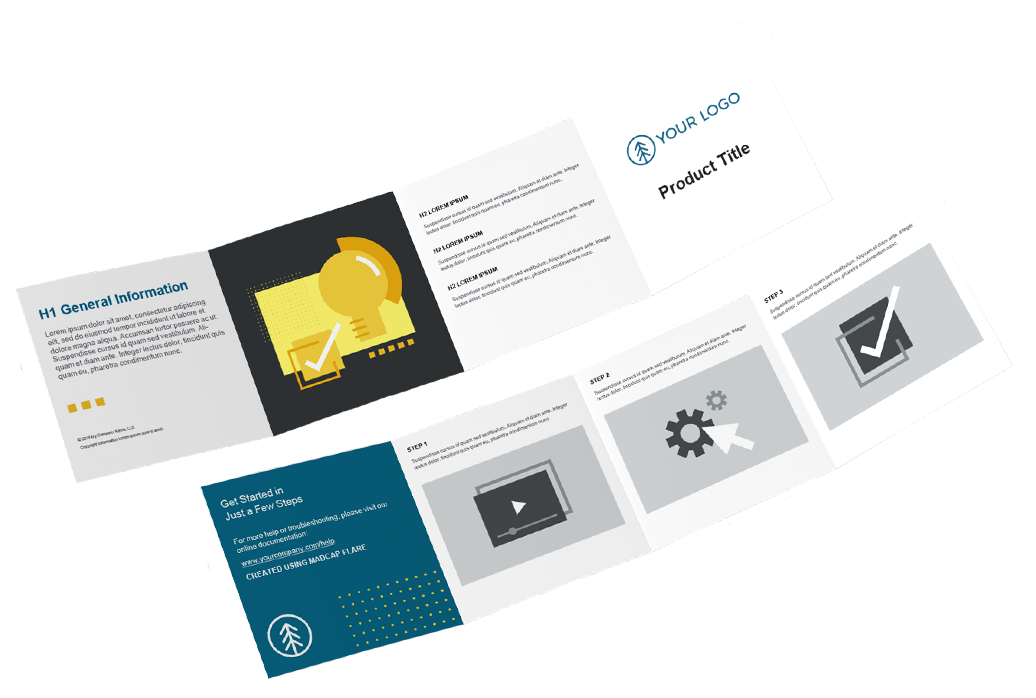 YOUR LOGO
Product Title
H2 LOREM IPSUM
Suspendisse cursus id quam sed vestibulum. Aliquam et diam ante. Integer
lectus dolor, tincidunt quis quam eu, pharetra condimentum nunc.
H2 LOREM IPSUM
Suspendisse cursus id quam sed vestibulum. Aliquam et diam ante. Integer
lectus dolor, tincidunt quis quam eu, pharetra condimentum nunc.
H2 LOREM IPSUM
Suspendisse cursus id quam sed vestibulum. Aliquam et diam ante. Integer
lectus dolor, tincidunt quis quam eu, pharetra condimentum nunc.
H1 General Information
Lorem ipsum dolor sit amet, consectetur adipiscing
elit, sed do eiusmod tempor incididunt ut labore et
dolore magna aliqua. Accumsan tortor posuere ac ut.
Suspendisse cursus id quam sed vestibulum. Ali-
quam et diam ante. Integer lectus dolor, tincidunt quis
quam eu, pharetra condimentum nunc.
Get Started in
Just a Few Steps
For more help or troubleshooting, please visit our
online documentation
www.yourcompany.com/help
CREATED USING MADCAP FLARE
STEP 1
Suspendisse cursus id quam sed vestibulum. Aliquam et diam ante. Integer
lectus dolor, tincidunt quis quam eu, pharetra condimentum nunc.
STEP 2
Suspendisse cursus id quam sed vestibulum. Aliquam et diam ante. Integer
lectus dolor, tincidunt quis quam eu, pharetra condimentum nunc.
STEP 3
Suspendisse cursus id quam sed vestibulum. Aliquam et diam ante. Integer
lectus dolor, tincidunt quis quam eu, pharetra condimentum nunc.